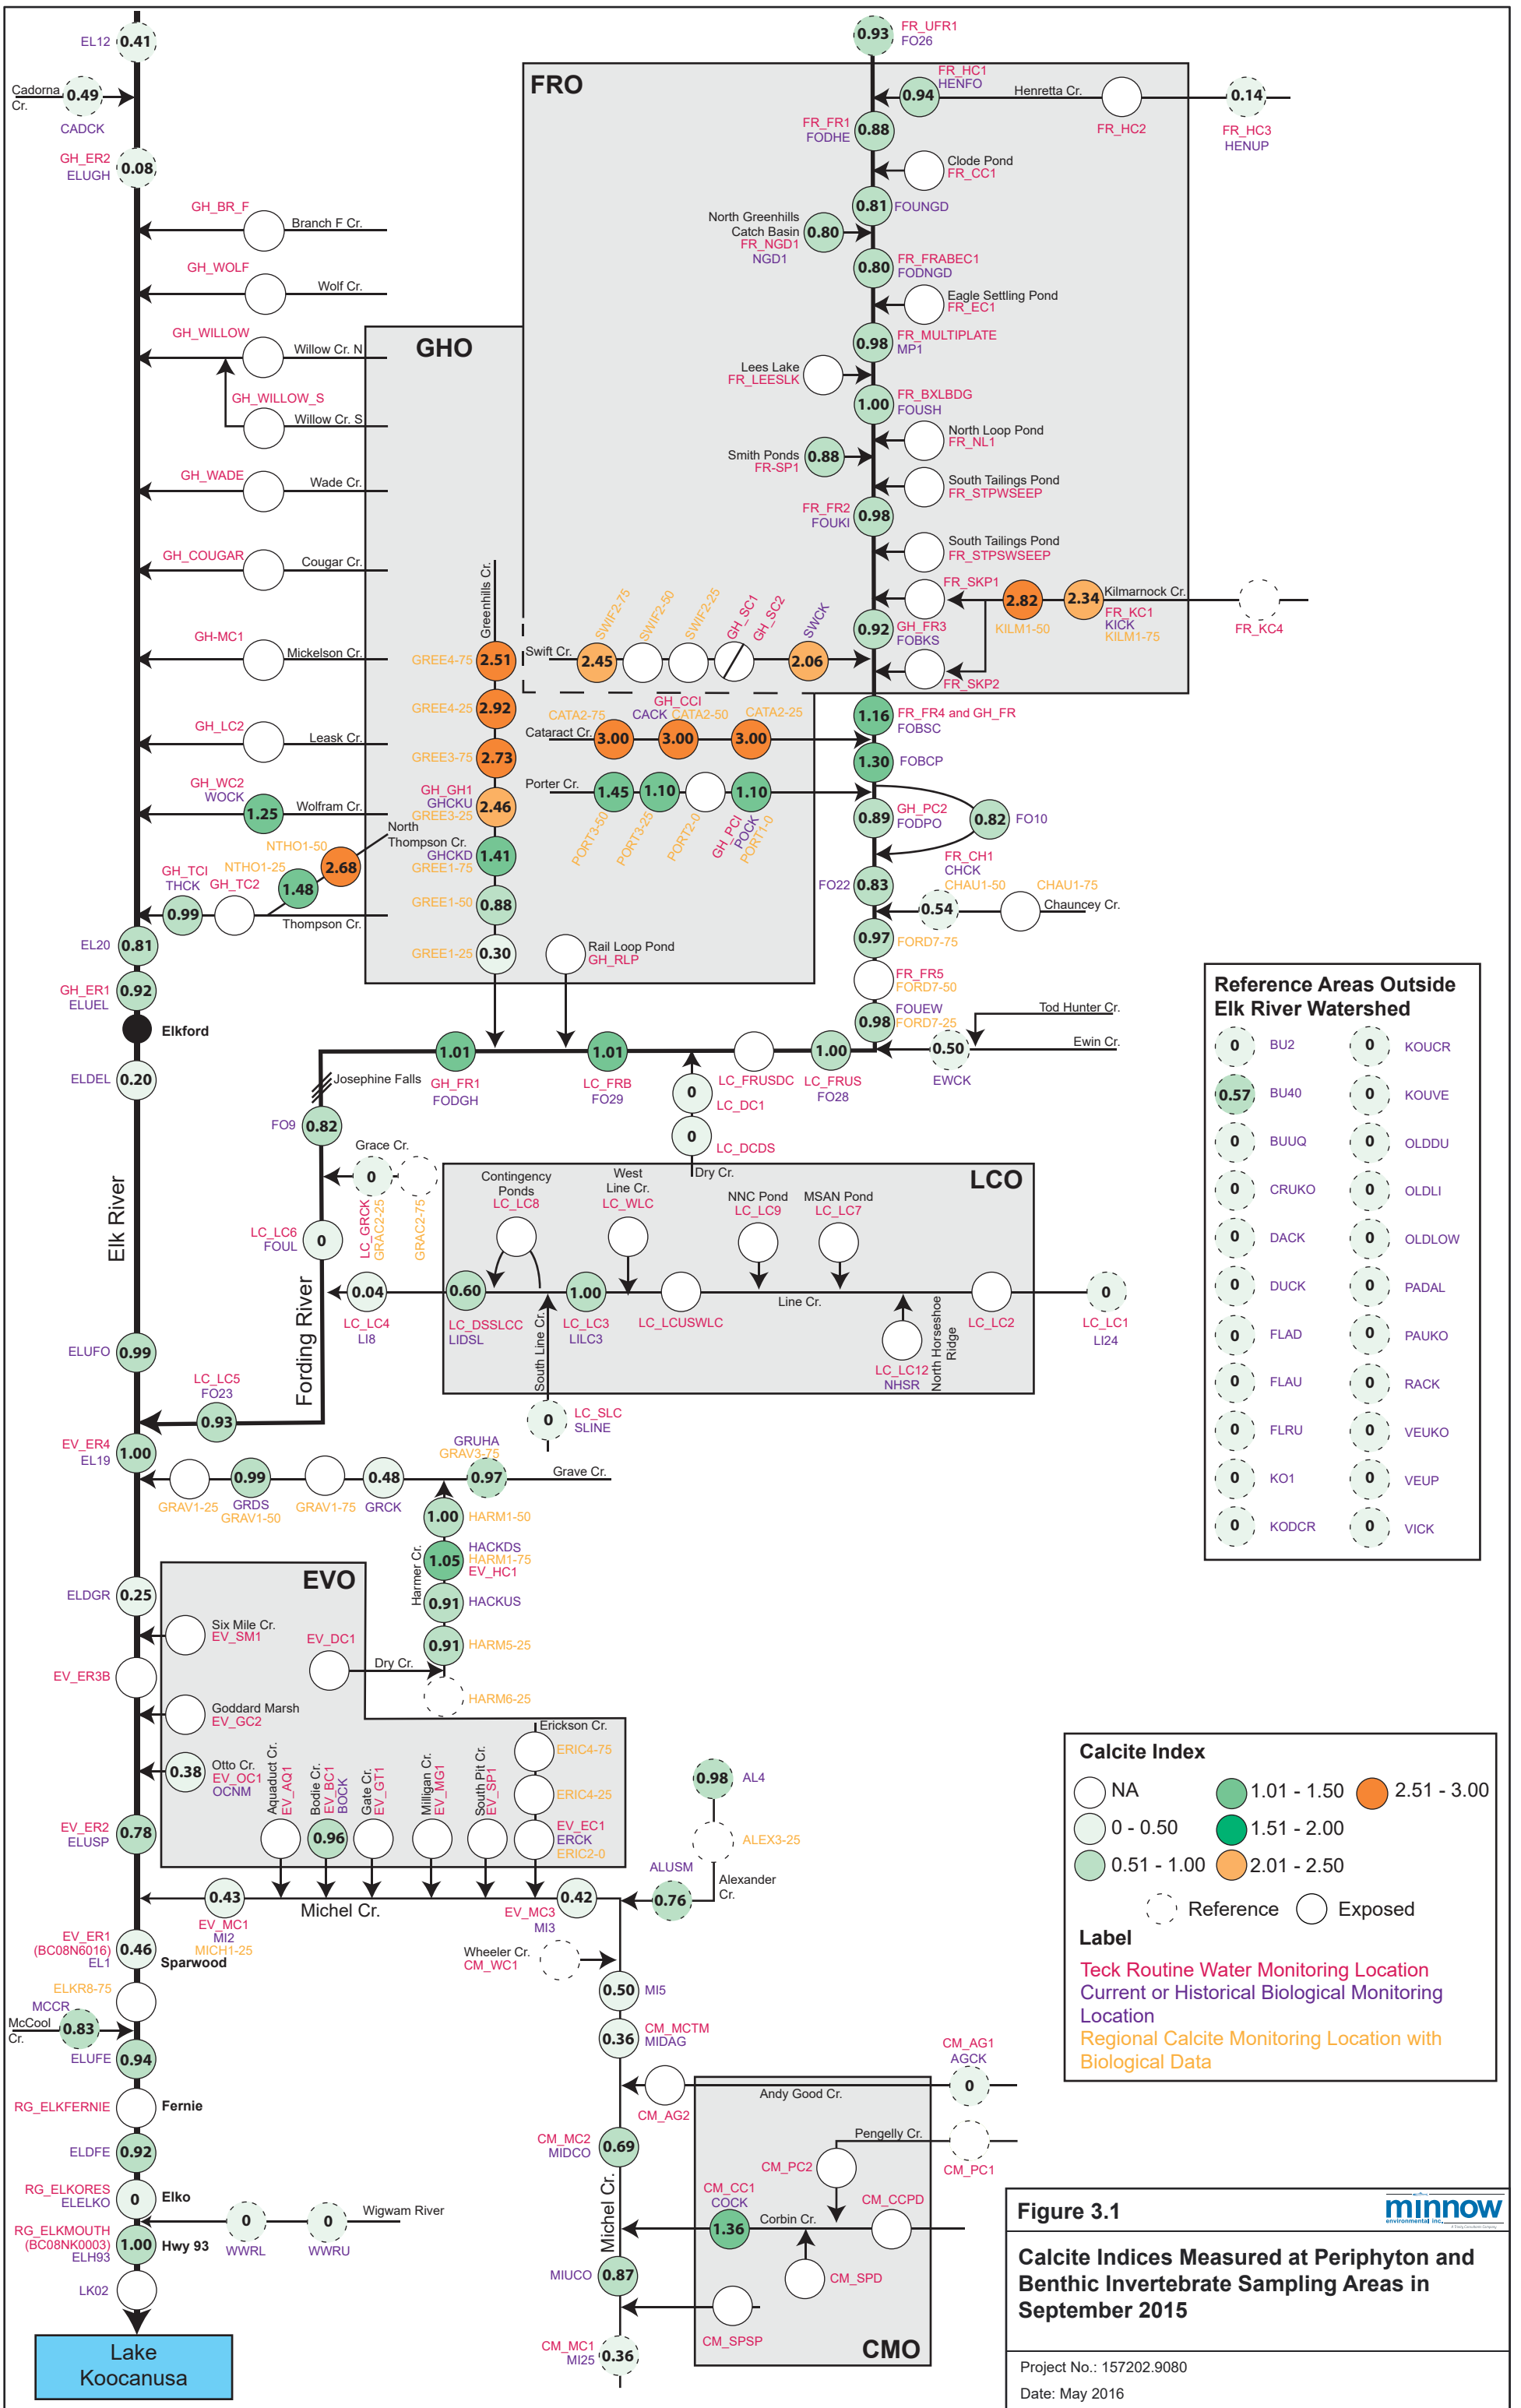 EL12
0.41
Cadorna
Cr.
0.49
CADCK
GH_ER2
ELUGH
0.08
GH_BR_F
Branch F Cr.
GH_WOLF
Wolf Cr.
GH_WILLOW
Willow Cr. N
GH_WILLOW_S
Willow Cr. S
GH_WADE
Wade Cr.
GH_COUGAR
Cougar Cr.
GH-MC1
Mickelson Cr.
GH_LC2
Leask Cr.
GH_WC2
WOCK
1.25
Wolfram Cr.
North
Thompson Cr.
NTHO1-50
2.68
NTHO1-25
1.48
GH_TCI
THCK
0.99
GH_TC2
Thompson Cr.
EL20
0.81
GH_ER1
ELUEL
0.92
Elkford
ELDEL
0.20
Elk River
ELUFO
0.99
LC_LC5
FO23
0.93
EV_ER4
EL19
1.00
FRO
FR_UFR1
FO26
0.93
FR_HC1
HENFO
0.94
Henretta Cr.
FR_HC2
0.14
FR_HC3
HENUP
FR_FR1
FODHE
0.88
Clode Pond
FR_CC1
0.81
FOUNGD
North Greenhills
Catch Basin
FR_NGD1
NGD1
0.80
0.80
FR_FRABEC1
FODNGD
Eagle Settling Pond
FR_EC1
0.98
FR_MULTIPLATE
MP1
Lees Lake
FR_LEESLK
1.00
FR_BXLBDG
FOUSH
North Loop Pond
FR_NL1
Smith Ponds
FR-SP1
0.88
South Tailings Pond
FR_STPWSEEP
FR_FR2
FOUKI
0.98
South Tailings Pond
FR_STPSWSEEP
FR_SKP1
2.82
KILM1-50
2.34
Kilmarnock Cr.
FR_KC1
KICK
KILM1-75
FR_KC4
0.92
GH_FR3
FOBKS
FR_SKP2
Swift Cr.
SWIF2-75
2.45
SWIF2-50
SWIF2-25
GH_SC1
GH_SC2
SWCK
2.06
GHO
Greenhills Cr.
GREE4-75
2.51
GREE4-25
2.92
GREE3-75
2.73
GH_GH1
GHCKU
GREE3-25
2.46
GHCKD
GREE1-75
1.41
GREE1-50
0.88
GREE1-25
0.30
Rail Loop Pond
GH_RLP
Cataract Cr.
CATA2-75
3.00
GH_CCI
CACK CATA2-50
3.00
CATA2-25
3.00
Porter Cr.
1.45
PORT3-50
1.10
PORT3-25
PORT2-0
1.10
GH_PCI
POCK
PORT1-0
1.16
FR_FR4 and GH_FR
FOBSC
1.30
FOBCP
0.89
GH_PC2
FODPO
0.82
FO10
FO22
0.83
FR_CH1
CHCK
CHAU1-50
0.54
CHAU1-75
Chauncey Cr.
0.97
FORD7-75
FR_FR5
FORD7-50
0.98
FOUEW
FORD7-25
Tod Hunter Cr.
0.50
Ewin Cr.
EWCK
1.01
GH_FR1
FODGH
1.01
LC_FRB
FO29
LC_FRUSDC
1.00
LC_FRUS
FO28
0
LC_DC1
0
LC_DCDS
Dry Cr.
Josephine Falls
FO9
0.82
Grace Cr.
0
LC_GRCK
GRAC2-25
GRAC2-75
LC_LC6
FOUL
0
Fording River
0.04
LC_LC4
LI8
LCO
Contingency
Ponds
LC_LC8
West
Line Cr.
LC_WLC
NNC Pond
LC_LC9
MSAN Pond
LC_LC7
0.60
LC_DSSLCC
LIDSL
1.00
LC_LC3
LILC3
LC_LCUSWLC
Line Cr.
LC_LC2
0
LC_LC1
LI24
South Line Cr.
LC_LC12
NHSR
North Horseshoe
Ridge
0
LC_SLC
SLINE
GRAV1-25
0.99
GRDS
GRAV1-50
GRAV1-75
0.48
GRCK
GRUHA
GRAV3-75
0.97
Grave Cr.
1.00
HARM1-50
Harmer Cr.
1.05
HACKDS
HARM1-75
EV_HC1
0.91
HACKUS
0.91
HARM5-25
HARM6-25
EVO
ELDGR
0.25
Six Mile Cr.
EV_SM1
EV_DC1
Dry Cr.
EV_ER3B
Goddard Marsh
EV_GC2
0.38
Otto Cr.
EV_OC1
OCNM
EV_ER2
ELUSP
0.78
Aquaduct Cr.
EV_AQ1
Bodie Cr.
EV_BC1
BOCK
0.96
Gate Cr.
EV_GT1
Milligan Cr.
EV_MG1
South Pit Cr.
EV_SP1
Erickson Cr.
ERIC4-75
ERIC4-25
EV_EC1
ERCK
ERIC2-0
0.98
AL4
ALEX3-25
ALUSM
0.76
Alexander
Cr.
0.43
EV_MC1
MI2
MICH1-25
Michel Cr.
EV_MC3
MI3
0.42
Wheeler Cr.
CM_WC1
0.50
MI5
0.36
CM_MCTM
MIDAG
CM_AG2
Andy Good Cr.
CM_AG1
AGCK
0
CM_MC2
MIDCO
0.69
Pengelly Cr.
CM_PC1
CM_PC2
CM_CC1
COCK
1.36
Corbin Cr.
CM_CCPD
CM_SPD
Michel Cr.
MIUCO
0.87
CM_SPSP
CM_MC1
MI25
0.36
CMO
EV_ER1
(BC08N6016)
EL1
0.46
Sparwood
ELKR8-75
MCCR
McCool
Cr.
0.83
ELUFE
0.94
RG_ELKFERNIE
Fernie
ELDFE
0.92
RG_ELKORES
ELELKO
0
Elko
RG_ELKMOUTH
(BC08NK0003)
ELH93
1.00
Hwy 93
0
WWRL
0
WWRU
Wigwam River
LK02
Lake
Koocanusa
Reference Areas Outside
Elk River Watershed
0 BU2 0 KOUCR
0.57 BU40 0 KOUVE
0 BUUQ 0 OLDDU
0 CRUKO 0 OLDLI
0 DACK 0 OLDLOW
0 DUCK 0 PADAL
0 FLAD 0 PAUKO
0 FLAU 0 RACK
0 FLRU 0 VEUKO
0 KO1 0 VEUP
0 KODCR 0 VICK
Calcite Index
NA 1.01 - 1.50 2.51 - 3.00
0 - 0.50 1.51 - 2.00
0.51 - 1.00 2.01 - 2.50
Reference Exposed
Label
Teck Routine Water Monitoring Location
Current or Historical Biological Monitoring
Location
Regional Calcite Monitoring Location with
Biological Data
Figure 3.1
minnow
environmental inc.
Calcite Indices Measured at Periphyton and
Benthic Invertebrate Sampling Areas in
September 2015
Project No.: 157202.9080
Date: May 2016